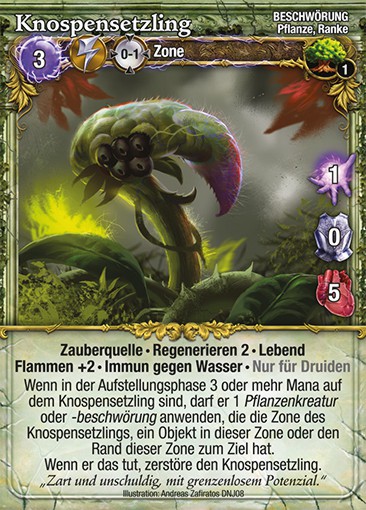 Knospensetzling
BESCHWÖRUNG
Pflanze, Ranke
3
0-1
Zone
1
1
0
5
Zauberquelle • Regenerieren 2 • Lebend
Flammen +2 • Immun gegen Wasser • Nur für Druiden
Wenn in der Aufstellungsphase 3 oder mehr Mana auf
dem Knospensetzling sind, darf er 1 Pflanzenkreatur
oder -beschwörung anwenden, die die Zone des
Knospensetzlings, ein Objekt in dieser Zone oder den
Rand dieser Zone zum Ziel hat.
Wenn er das tut, zerstöre den Knospensetzling.
„Zart und unschuldig, mit grenzenlosem Potenzial.“
Illustration: Andreas Zafiratos DNJ08